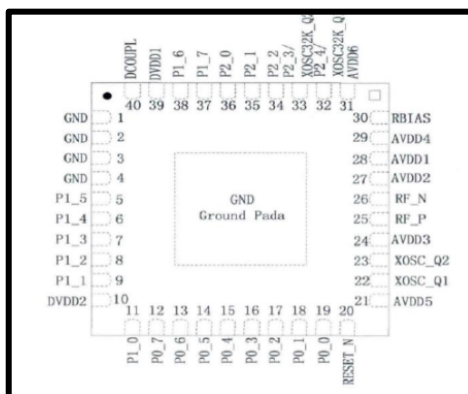 DCOUPL
DVDD1
P1_6
P1_7
P2_0
P2_1
P2_2
P2_3/
XOSC32K_Q2
P2_4/
XOSC32K_Q
AVDD6
40 39 38 37 36 35 34 33 32 31
GND 1
GND 2
GND 3
GND 4
P1_5 5
P1_4 6
P1_3 7
P1_2 8
P1_1 9
DVDD2 10
GND
Ground Pada
30 RBIAS
29 AVDD4
28 AVDD1
27 AVDD2
26 RF_N
25 RF_P
24 AVDD3
23 XOSC_Q2
22 XOSC_Q1
21 AVDD5
11 12 13 14 15 16 17 18 19 20
P1_0
P0_7
P0_6
P0_5
P0_4
P0_3
P0_2
P0_1
P0_0
RESET_N